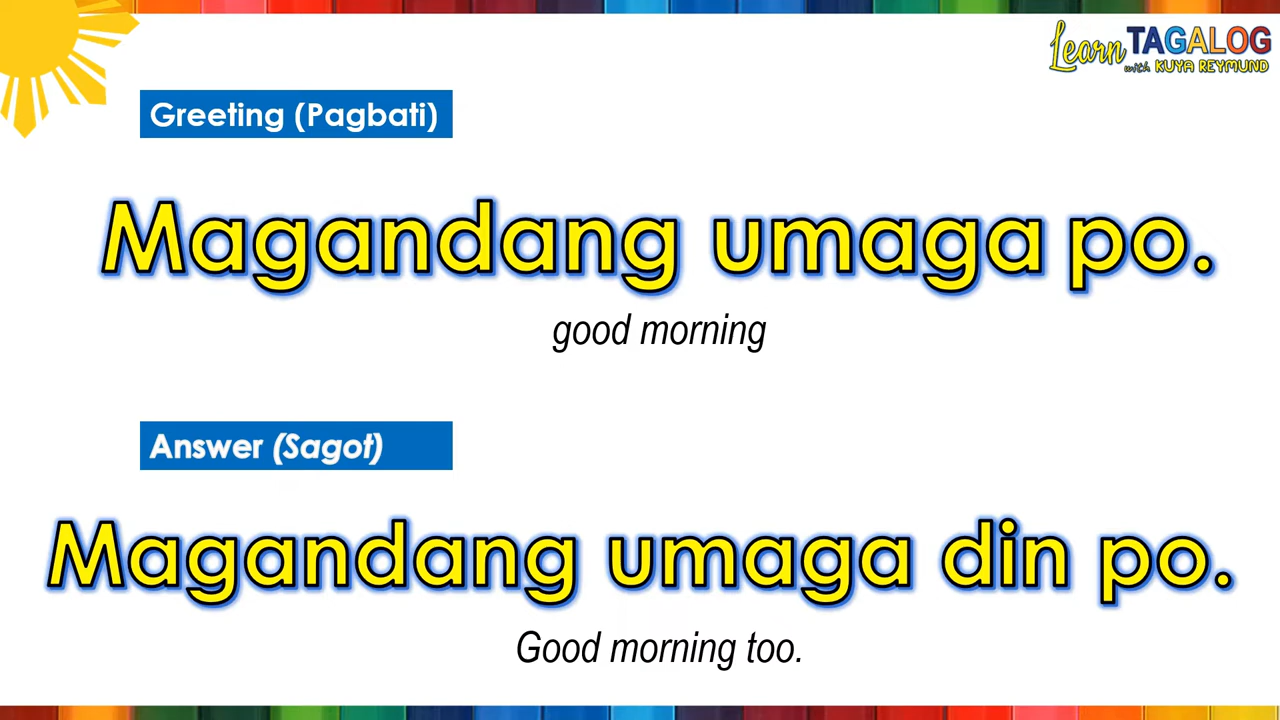 Learn TAGALOG
with KUYA REYMUND
Greeting (Pagbati)
Magandang umaga po.
good morning
Answer (Sagot)
Magandang umaga din po.
Good morning too.